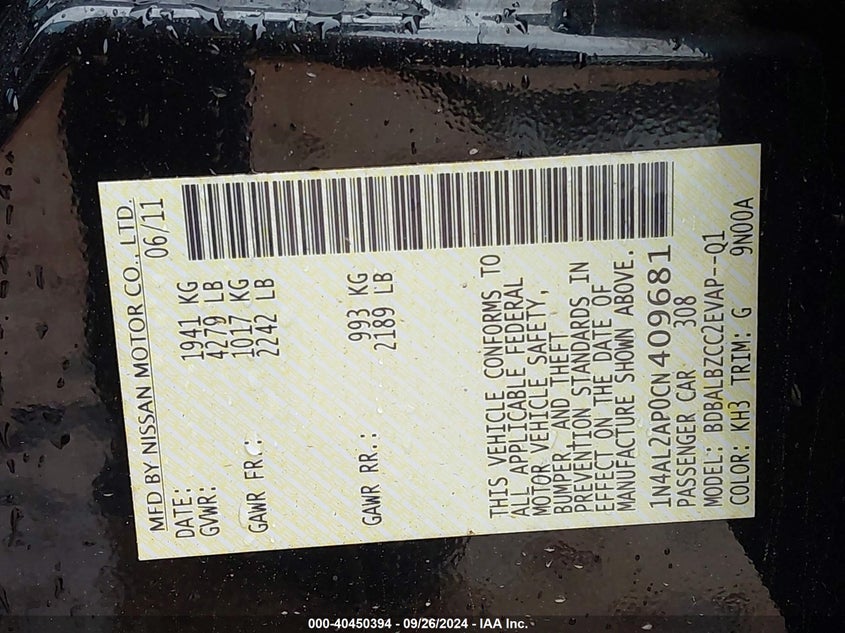 MFD BY NISSAN MOTOR CO., LTD.
DATE: 06/11
GVWR: 1941 KG
4279 LB
GAWR FR.: 1017 KG
2242 LB
GAWR RR.: 993 KG
2189 LB
THIS VEHICLE CONFORMS TO
ALL APPLICABLE FEDERAL
MOTOR VEHICLE SAFETY,
BUMPER AND THEFT
PREVENTION STANDARDS IN
EFFECT ON THE DATE OF
MANUFACTURE SHOWN ABOVE.
1N4AL2AP0CN409681
PASSENGER CAR 308
MODEL: BDBALBZCC2EVAP--Q1
COLOR: KH3 TRIM: G 9N00A
000-40450394 - 09/26/2024 - IAA Inc.